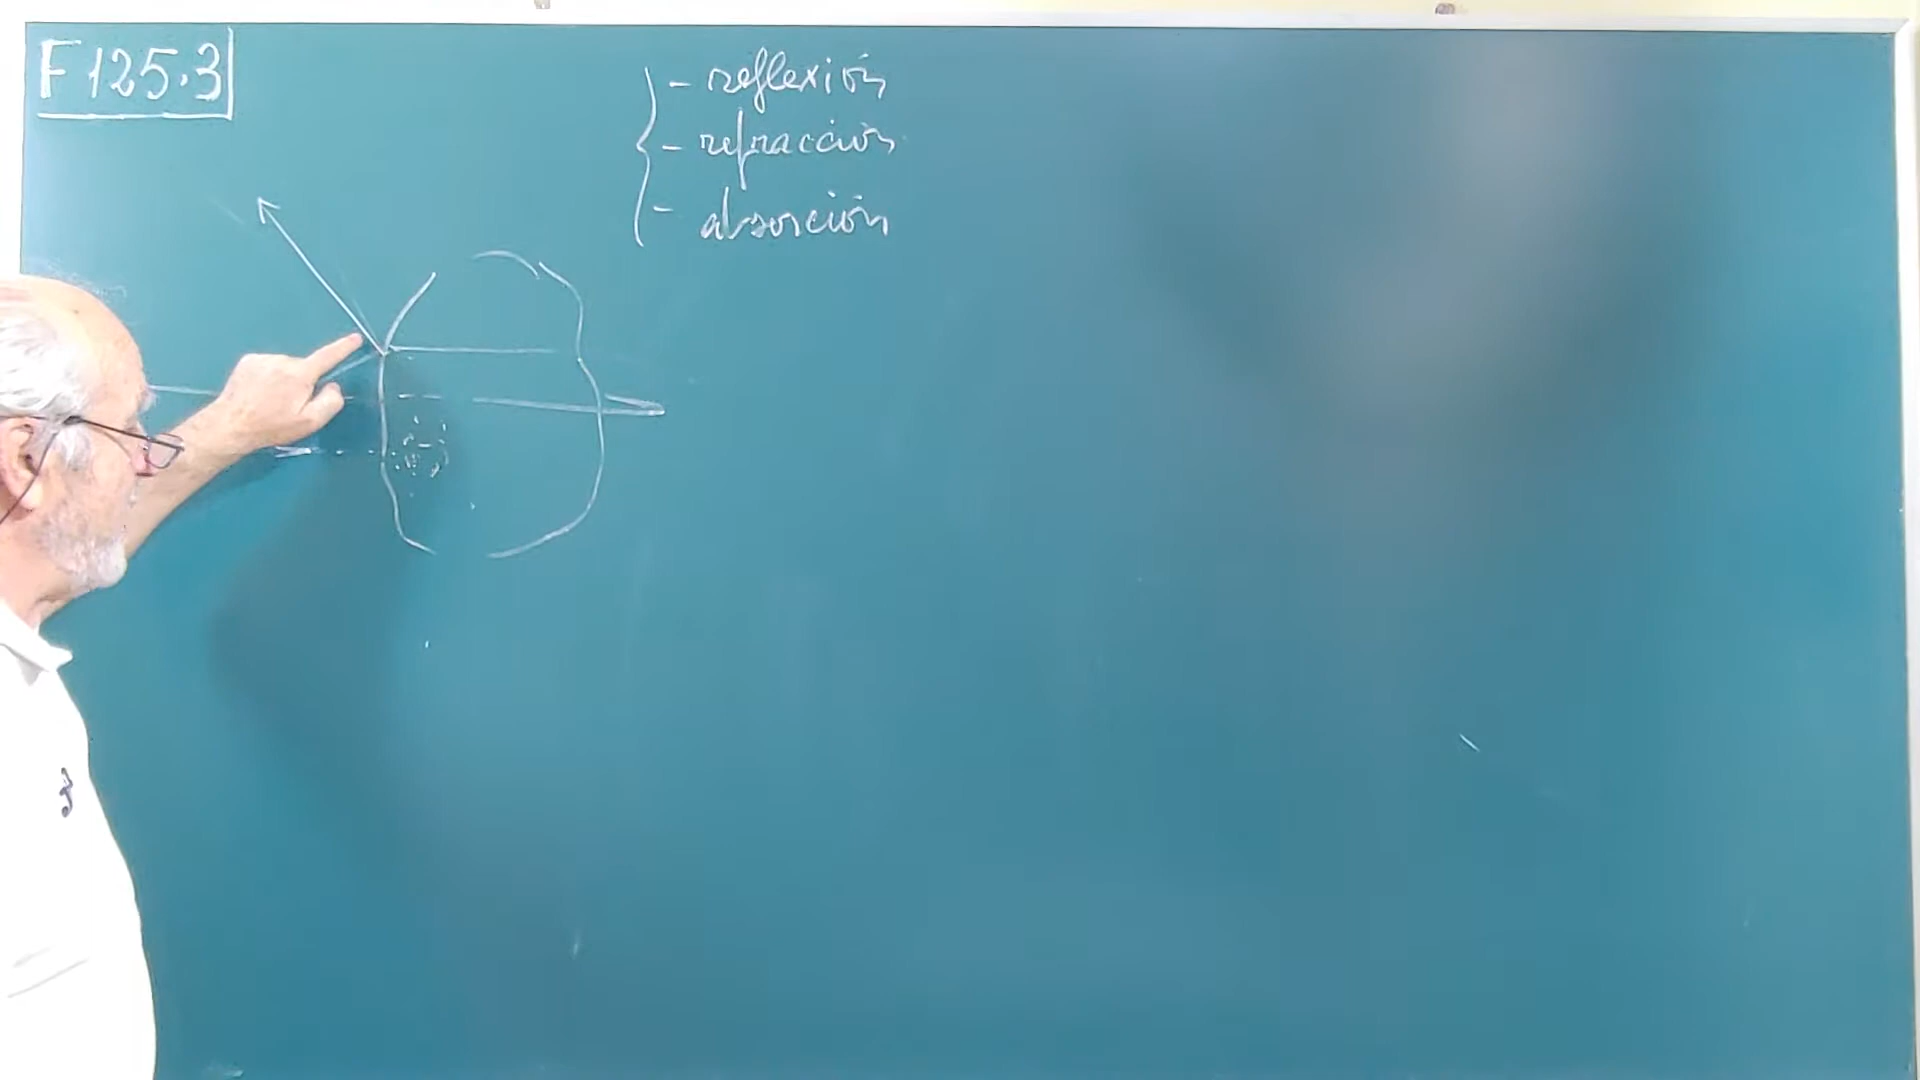 F 125.3
- reflexión
- refracción
- absorción